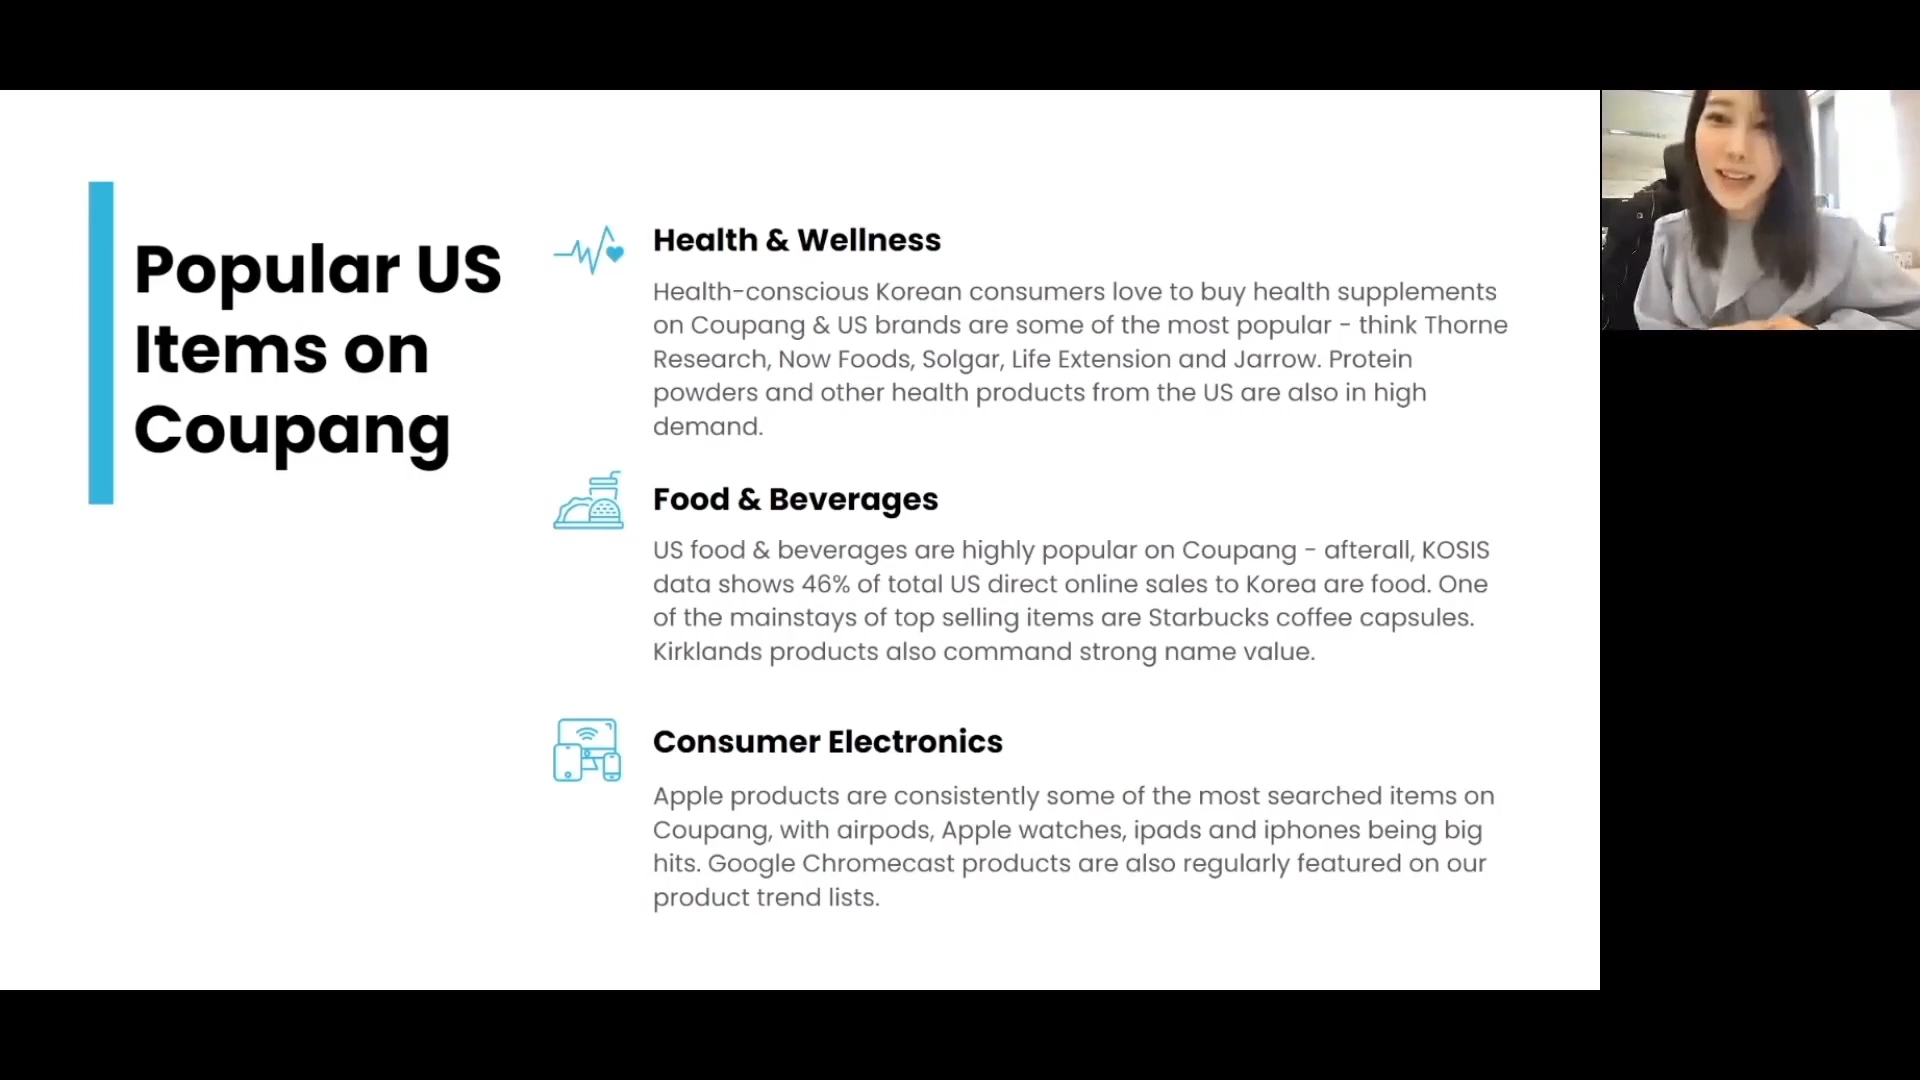 Popular US
Items on
Coupang
Health & Wellness
Health-conscious Korean consumers love to buy health supplements
on Coupang & US brands are some of the most popular - think Thorne
Research, Now Foods, Solgar, Life Extension and Jarrow. Protein
powders and other health products from the US are also in high
demand.
Food & Beverages
US food & beverages are highly popular on Coupang - afterall, KOSIS
data shows 46% of total US direct online sales to Korea are food. One
of the mainstays of top selling items are Starbucks coffee capsules.
Kirklands products also command strong name value.
Consumer Electronics
Apple products are consistently some of the most searched items on
Coupang, with airpods, Apple watches, ipads and iphones being big
hits. Google Chromecast products are also regularly featured on our
product trend lists.